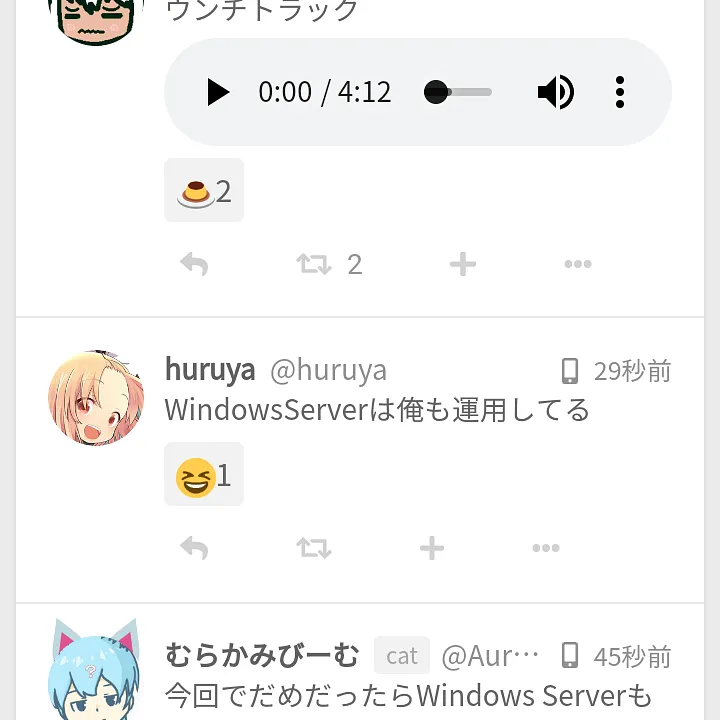 ウンチトラック
0:00 / 4:12
2
2
huruya @huruya 29秒前
WindowsServerは俺も運用してる
1
むらかみびーむ cat @Aur… 45秒前
今回でだめだったらWindows Serverも